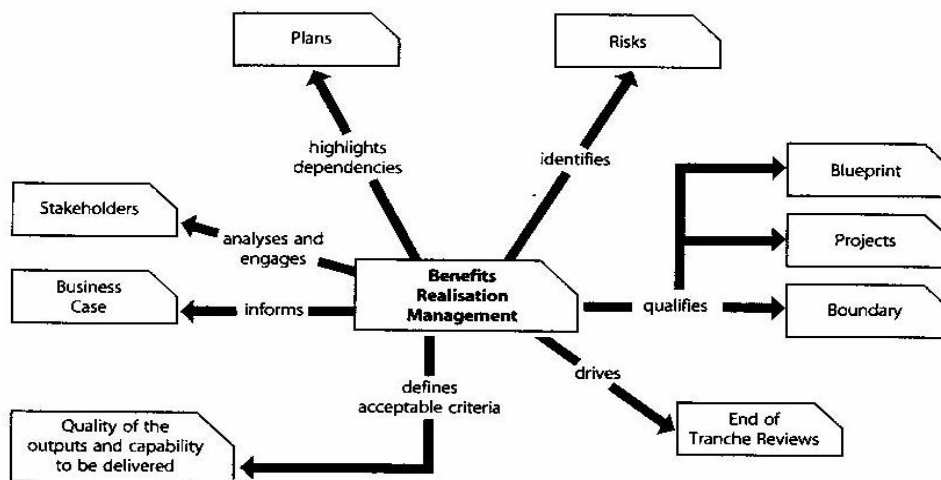 Plans
Risks
highlights
dependencies
identifies
Blueprint
Stakeholders
analyses and
engages
Projects
Benefits
Realisation
Management
Business
Case
informs
qualifies
Boundary
drives
defines
acceptable criteria
End of
Tranche Reviews
Quality of the
outputs and capability
to be delivered